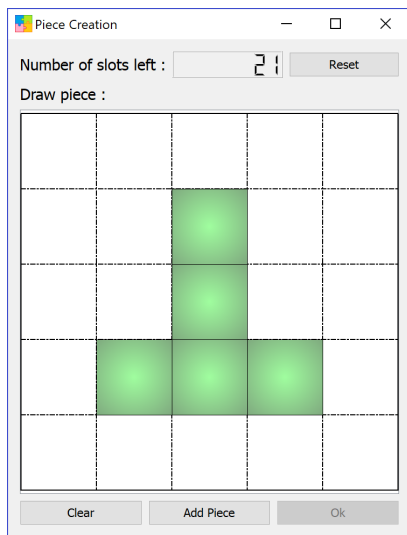 Piece Creation
Number of slots left : 21 Reset
Draw piece :
Clear Add Piece Ok